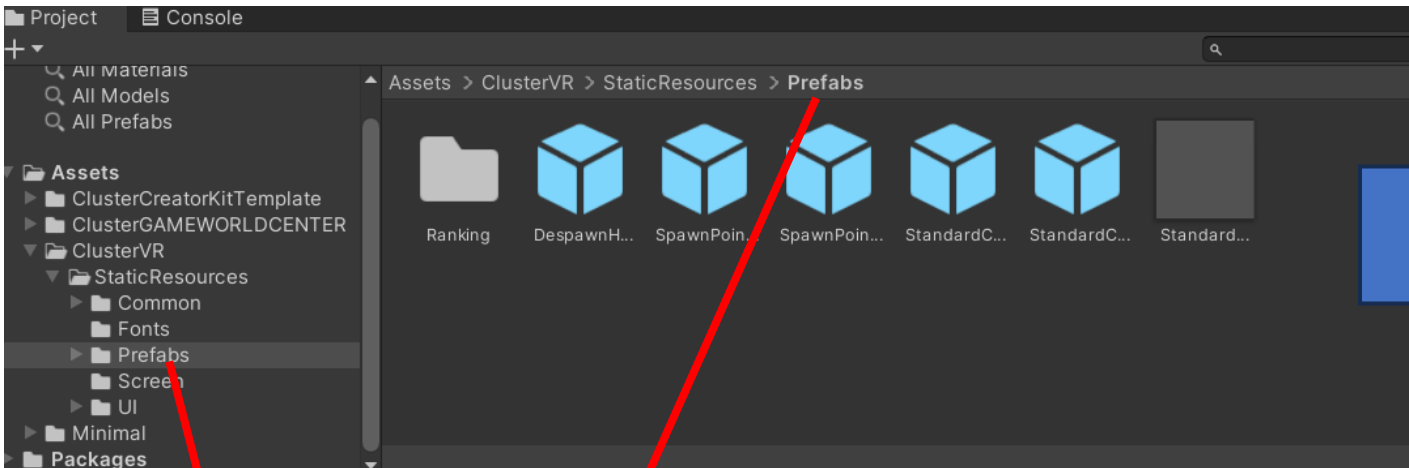 Project
Console
All Materials
All Models
All Prefabs
Assets
ClusterCreatorKitTemplate
ClusterGAMEWORLDCENTER
ClusterVR
StaticResources
Common
Fonts
Prefabs
Screen
UI
Minimal
Packages
Assets > ClusterVR > StaticResources > Prefabs
Ranking DespawnH... SpawnPoin... SpawnPoin... StandardC... StandardC... Standard...